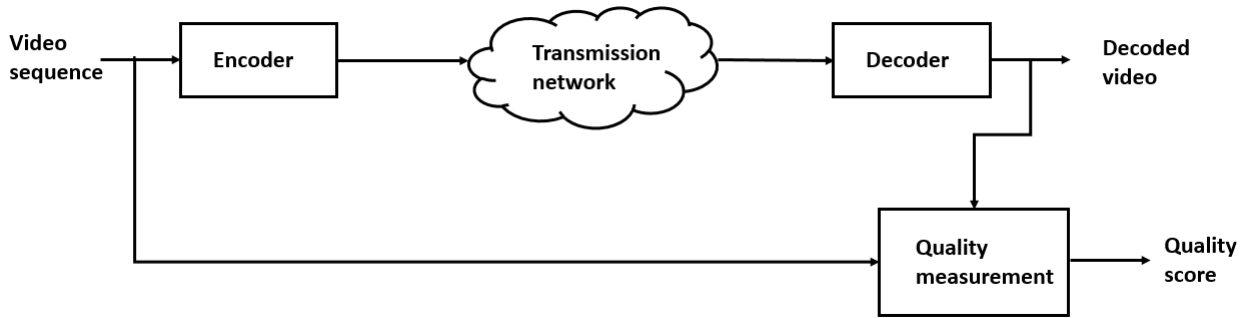 Video
sequence
Encoder
Transmission
network
Decoder
Decoded
video
Quality
measurement
Quality
score